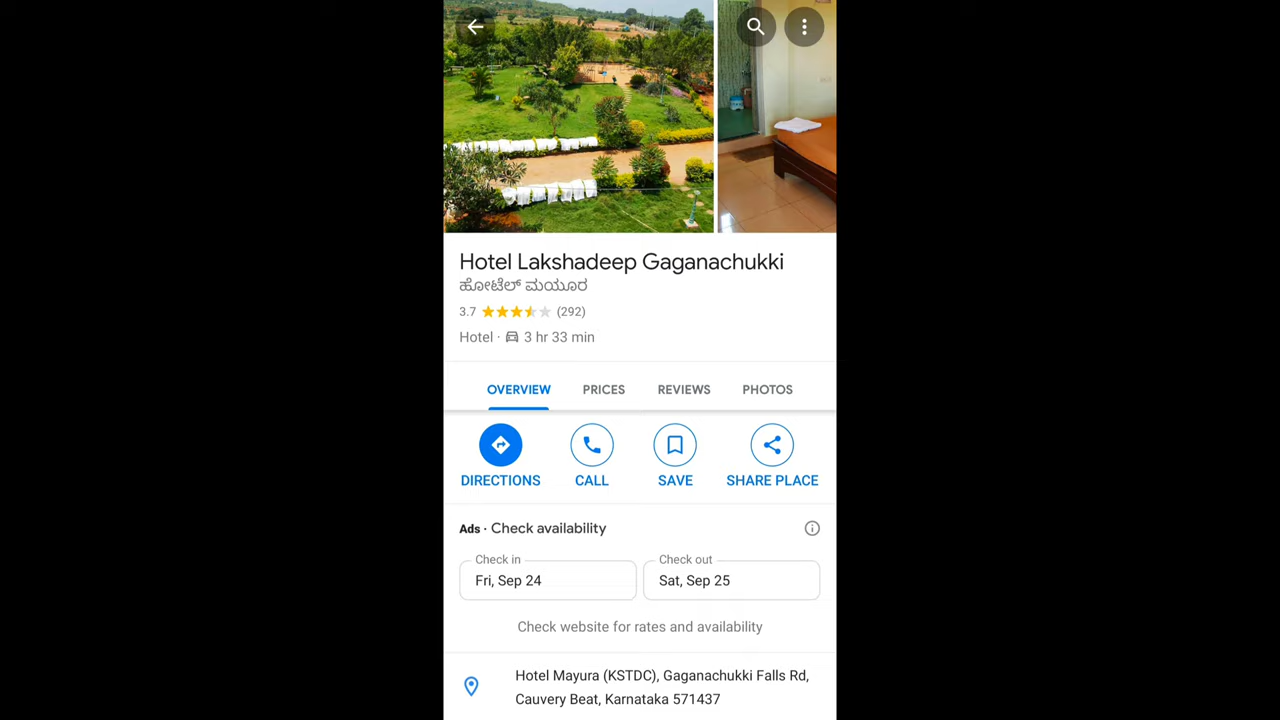 Hotel Lakshadeep Gaganachukki
ಹೋಟೆಲ್ ಮಯೂರ
3.7 (292)
Hotel · 3 hr 33 min
OVERVIEW PRICES REVIEWS PHOTOS
DIRECTIONS CALL SAVE SHARE PLACE
Ads · Check availability
Check in Check out
Fri, Sep 24 Sat, Sep 25
Check website for rates and availability
Hotel Mayura (KSTDC), Gaganachukki Falls Rd,
Cauvery Beat, Karnataka 571437